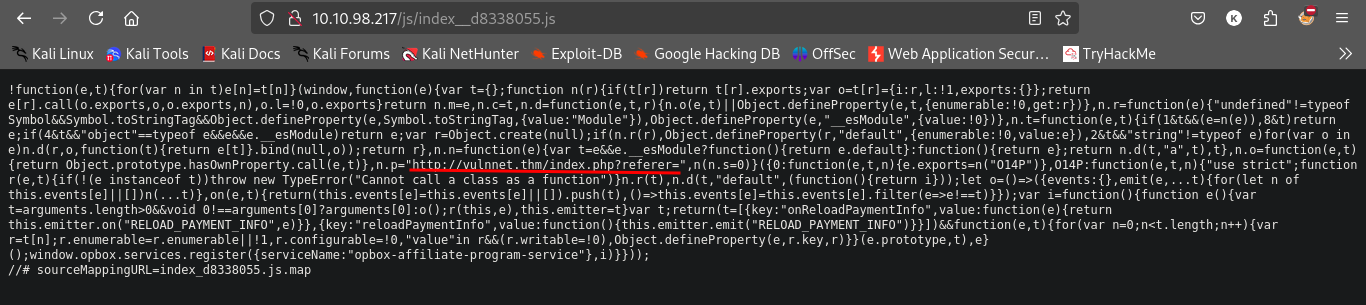 10.10.98.217/js/index__d8338055.js
Kali Linux Kali Tools Kali Docs Kali Forums Kali NetHunter Exploit-DB Google Hacking DB OffSec Web Application Secur… TryHackMe
!function(e,t){for(var n in t)e[n]=t[n]}(window,function(e){var t={};function n(r){if(t[r])return t[r].exports;var o=t[r]={i:r,l:!1,exports:{}};return
e[r].call(o.exports,o,o.exports,n),o.l=!0,o.exports}return n.m=e,n.c=t,n.d=function(e,t,r){n.o(e,t)||Object.defineProperty(e,t,{enumerable:!0,get:r})},n.r=function(e){"undefined"!=typeof
Symbol&&Symbol.toStringTag&&Object.defineProperty(e,Symbol.toStringTag,{value:"Module"}),Object.defineProperty(e,"__esModule",{value:!0})},n.t=function(e,t){if(1&t&&(e=n(e)),8&t)return
e;if(4&t&&"object"==typeof e&&e&&e.__esModule)return e;var r=Object.create(null);if(n.r(r),Object.defineProperty(r,"default",{enumerable:!0,value:e}),2&t&&"string"!=typeof e)for(var o in
e)n.d(r,o,function(t){return e[t]}.bind(null,o));return r},n.n=function(e){var t=e&&e.__esModule?function(){return e.default}:function(){return e};return n.d(t,"a",t),t},n.o=function(e,t)
{return Object.prototype.hasOwnProperty.call(e,t)},n.p="http://vulnnet.thm/index.php?referer=",n(n.s=0)}({0:function(e,t,n){e.exports=n("O14P")},O14P:function(e,t,n){"use strict";function
r(e,t){if(!(e instanceof t))throw new TypeError("Cannot call a class as a function")}n.r(t),n.d(t,"default",(function(){return i}));let o=()=>({events:{},emit(e,...t){for(let n of
this.events[e]||[])n(...t)},on(e,t){return(this.events[e]=this.events[e]||[]).push(t),()=>this.events[e]=this.events[e].filter(e=>e!==t)}});var i=function(){function e(){var
t=arguments.length>0&&void 0!==arguments[0]?arguments[0]:o();r(this,e),this.emitter=t}var t;return(t=[{key:"onReloadPaymentInfo",value:function(e){return
this.emitter.on("RELOAD_PAYMENT_INFO",e)}},{key:"reloadPaymentInfo",value:function(){this.emitter.emit("RELOAD_PAYMENT_INFO")}}])&&function(e,t){for(var n=0;n<t.length;n++){var
r=t[n];r.enumerable=r.enumerable||!1,r.configurable=!0,"value"in r&&(r.writable=!0),Object.defineProperty(e,r.key,r)}}(e.prototype,t),e}
();window.opbox.services.register({serviceName:"opbox-affiliate-program-service"},i)}}));
//# sourceMappingURL=index_d8338055.js.map